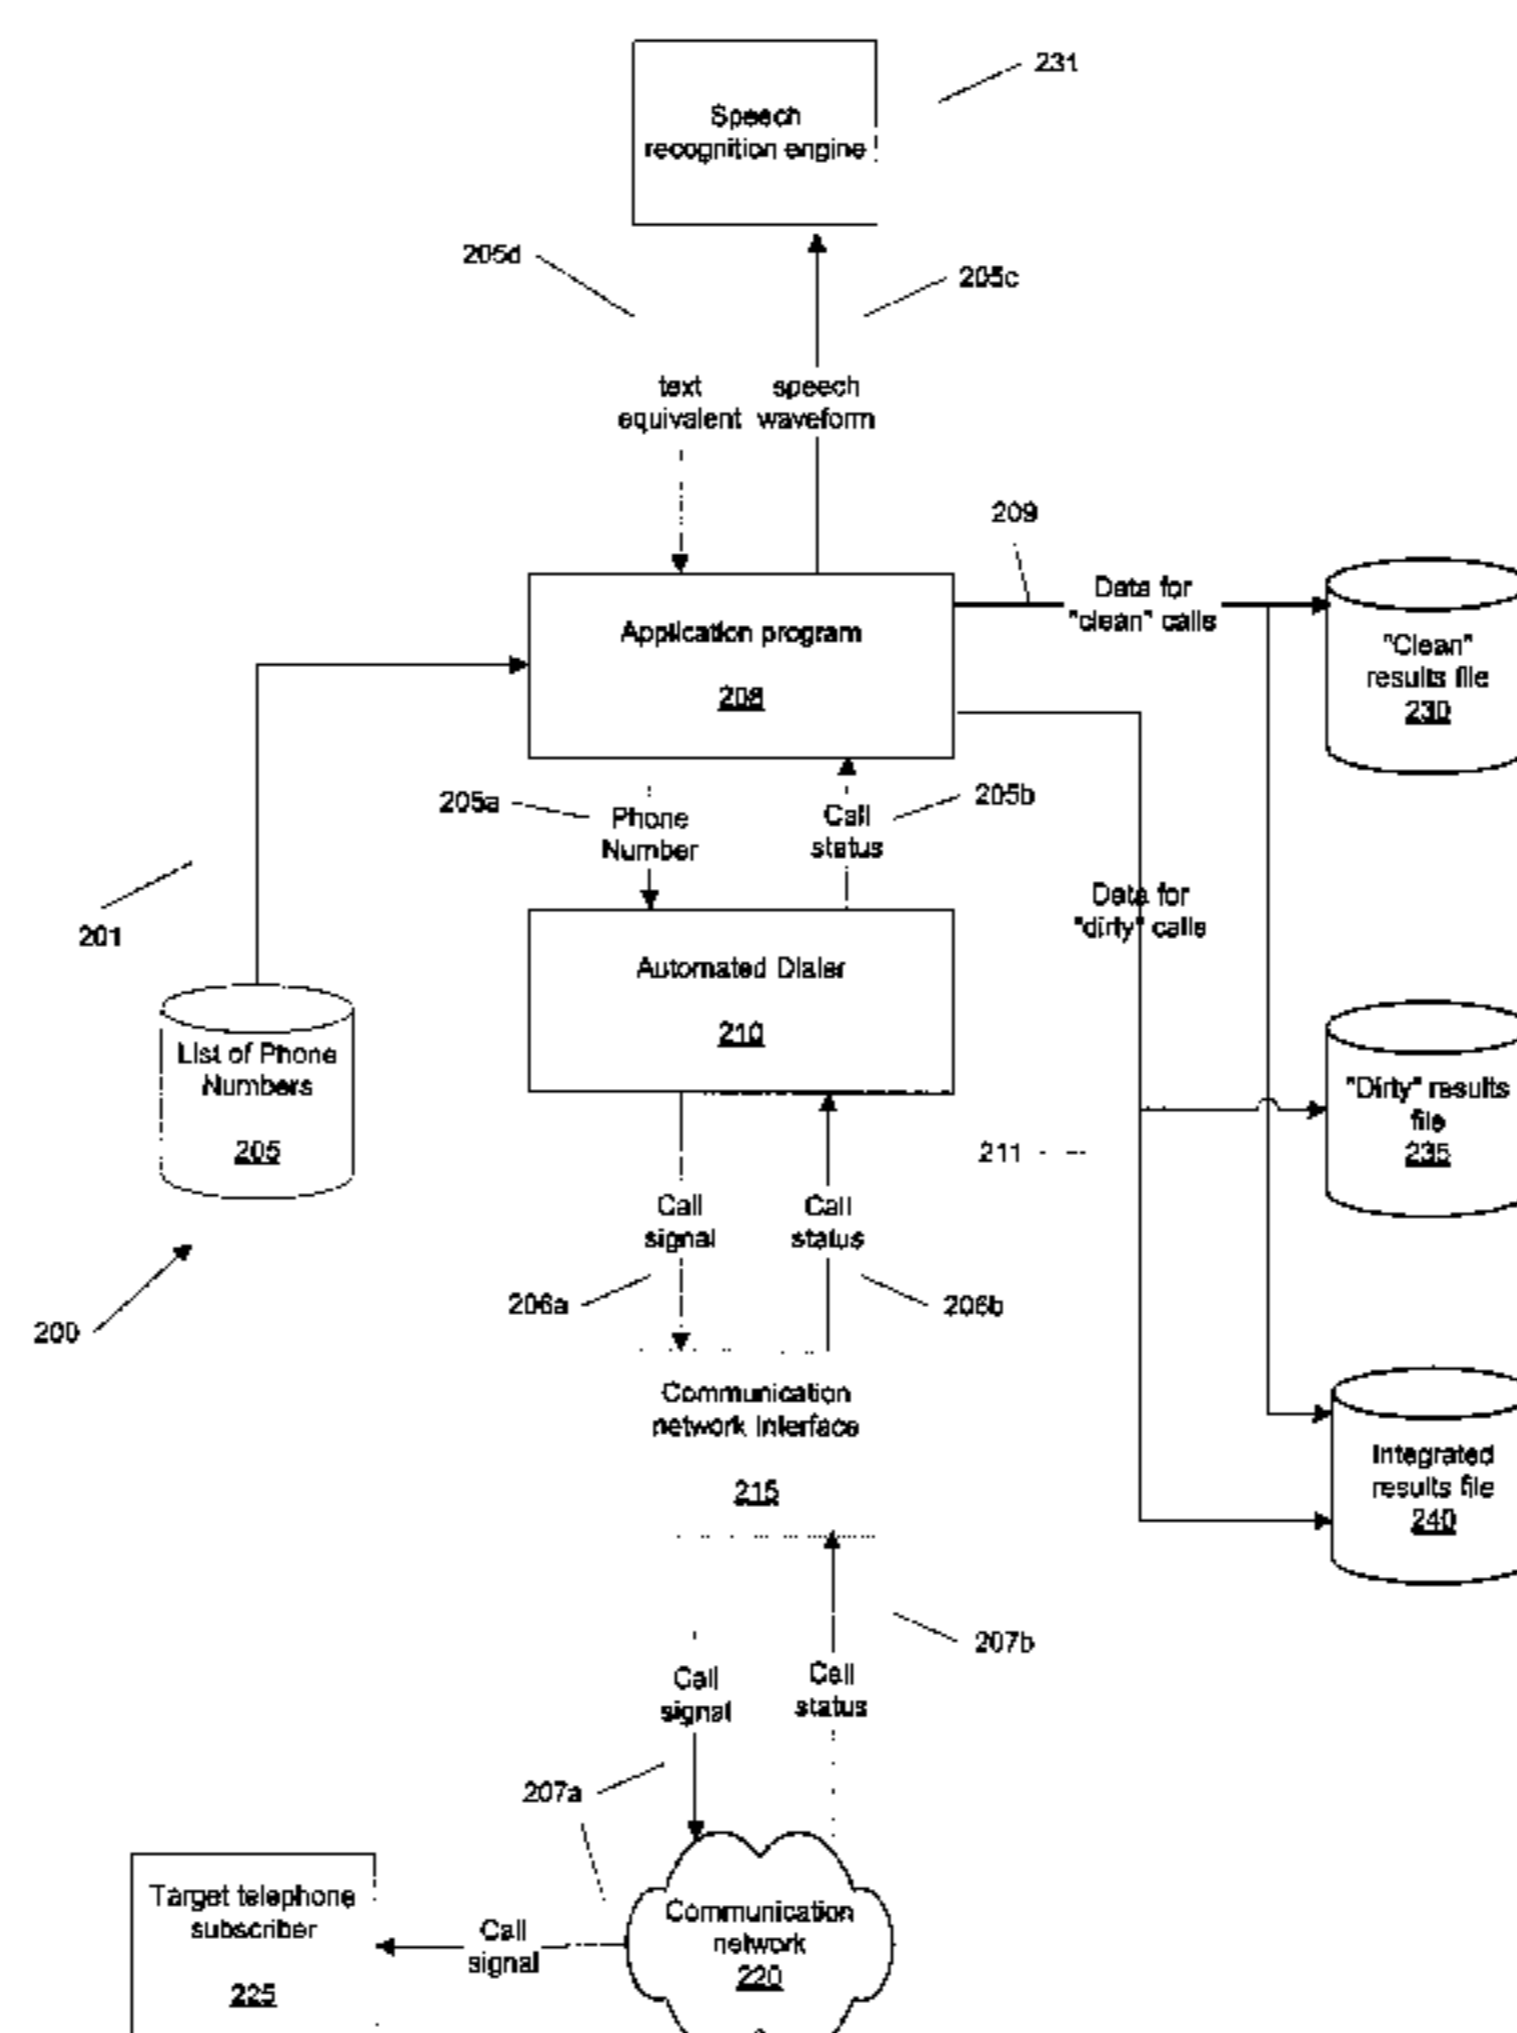 231
Speech
recognition engine
205d
205c
text
equivalent
speech
waveform
209
Data for
"clean" calls
"Clean"
results file
230
Application program
208
205a
Phone
Number
Call
status
205b
201
Data for
"dirty" calls
Automated Dialer
210
List of Phone
Numbers
205
"Dirty" results
file
235
211
Call
signal
Call
status
206a
206b
200
Communication
network interface
215
Integrated
results file
240
207b
Call
signal
Call
status
207a
Target telephone
subscriber
225
Call
signal
Communication
network
220